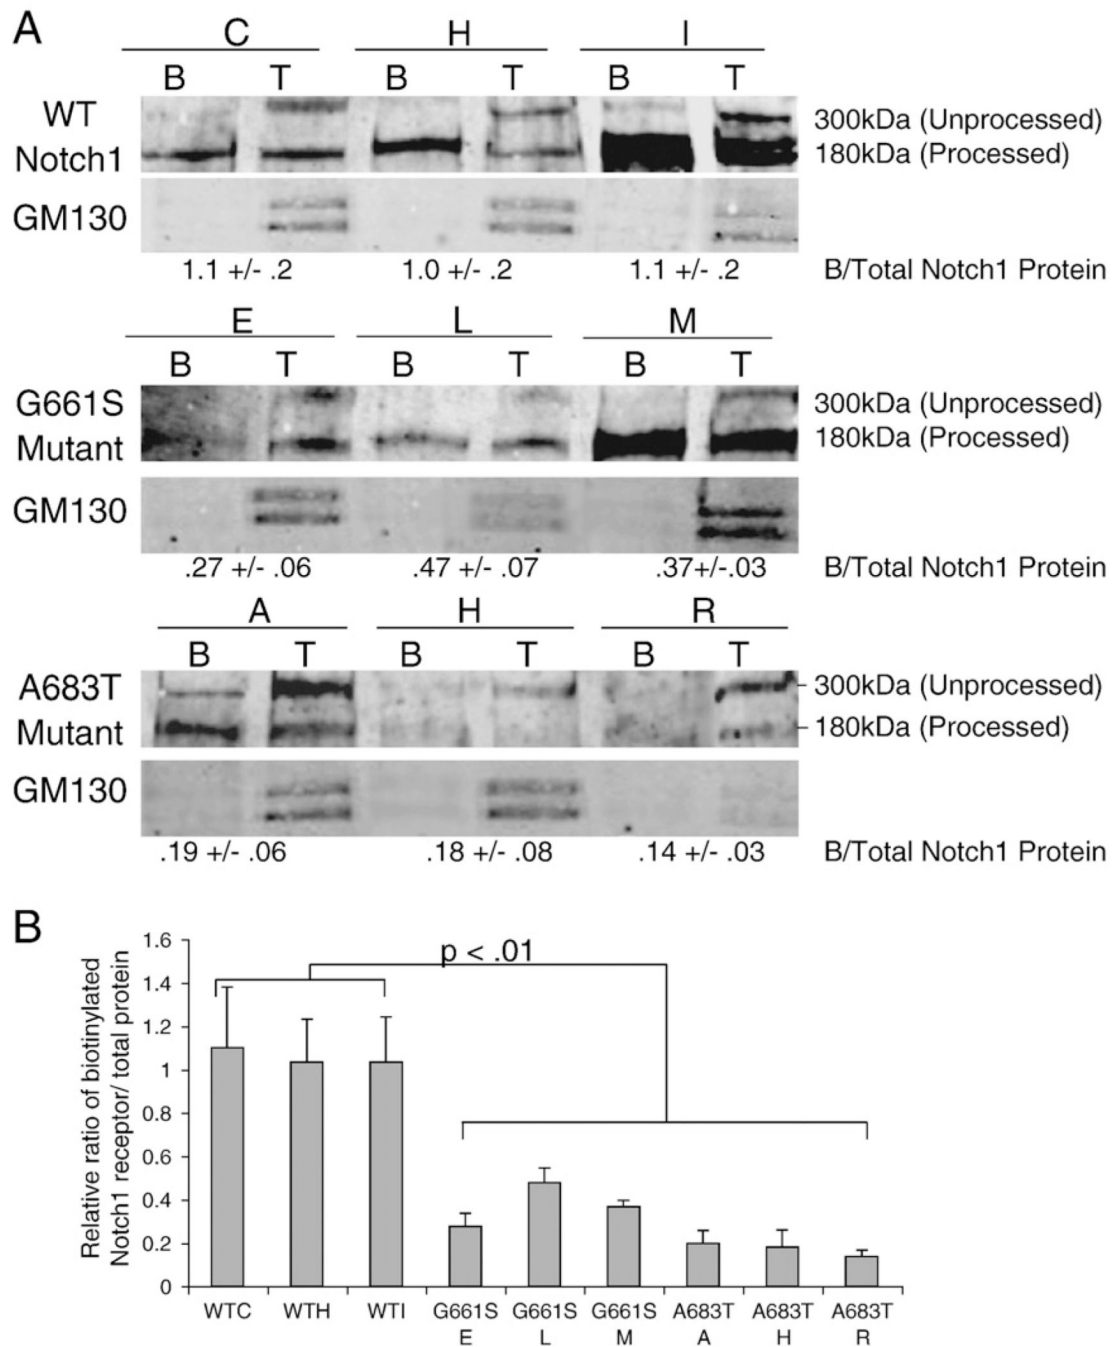 A
C H I
B T B T B T
WT
Notch1
300kDa (Unprocessed)
180kDa (Processed)
GM130
1.1 +/- .2 1.0 +/- .2 1.1 +/- .2 B/Total Notch1 Protein
E L M
B T B T B T
G661S
Mutant
300kDa (Unprocessed)
180kDa (Processed)
GM130
.27 +/- .06 .47 +/- .07 .37+/-.03 B/Total Notch1 Protein
A H R
B T B T B T
A683T
Mutant
300kDa (Unprocessed)
180kDa (Processed)
GM130
.19 +/- .06 .18 +/- .08 .14 +/- .03 B/Total Notch1 Protein
B
Relative ratio of biotinylated
Notch1 receptor/ total protein
1.6
1.4
1.2
1
0.8
0.6
0.4
0.2
0
p < .01
WTC WTH WTI G661S G661S G661S A683T A683T A683T
E L M A H R